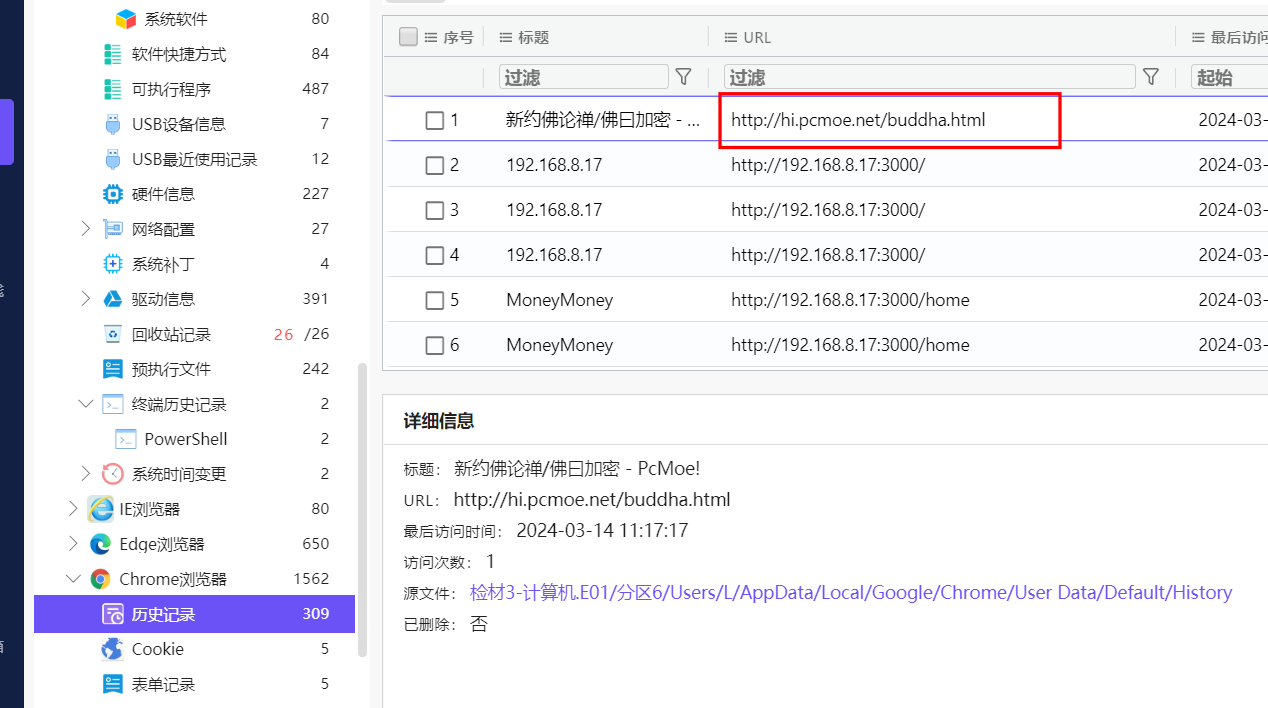 系统软件 80
软件快捷方式 84
可执行程序 487
USB设备信息 7
USB最近使用记录 12
硬件信息 227
网络配置 27
系统补丁 4
驱动信息 391
回收站记录 26 /26
预执行文件 242
终端历史记录 2
PowerShell 2
系统时间变更 2
IE浏览器 80
Edge浏览器 650
Chrome浏览器 1562
历史记录 309
Cookie 5
表单记录 5
序号 标题 URL 最后访问
过滤 过滤 起始
1 新约佛论禅/佛曰加密 - ... http://hi.pcmoe.net/buddha.html 2024-03-
2 192.168.8.17 http://192.168.8.17:3000/ 2024-03-
3 192.168.8.17 http://192.168.8.17:3000/ 2024-03-
4 192.168.8.17 http://192.168.8.17:3000/ 2024-03-
5 MoneyMoney http://192.168.8.17:3000/home 2024-03-
6 MoneyMoney http://192.168.8.17:3000/home 2024-03-
详细信息
标题: 新约佛论禅/佛曰加密 - PcMoe!
URL: http://hi.pcmoe.net/buddha.html
最后访问时间: 2024-03-14 11:17:17
访问次数: 1
源文件: 检材3-计算机.E01/分区6/Users/L/AppData/Local/Google/Chrome/User Data/Default/History
已删除: 否